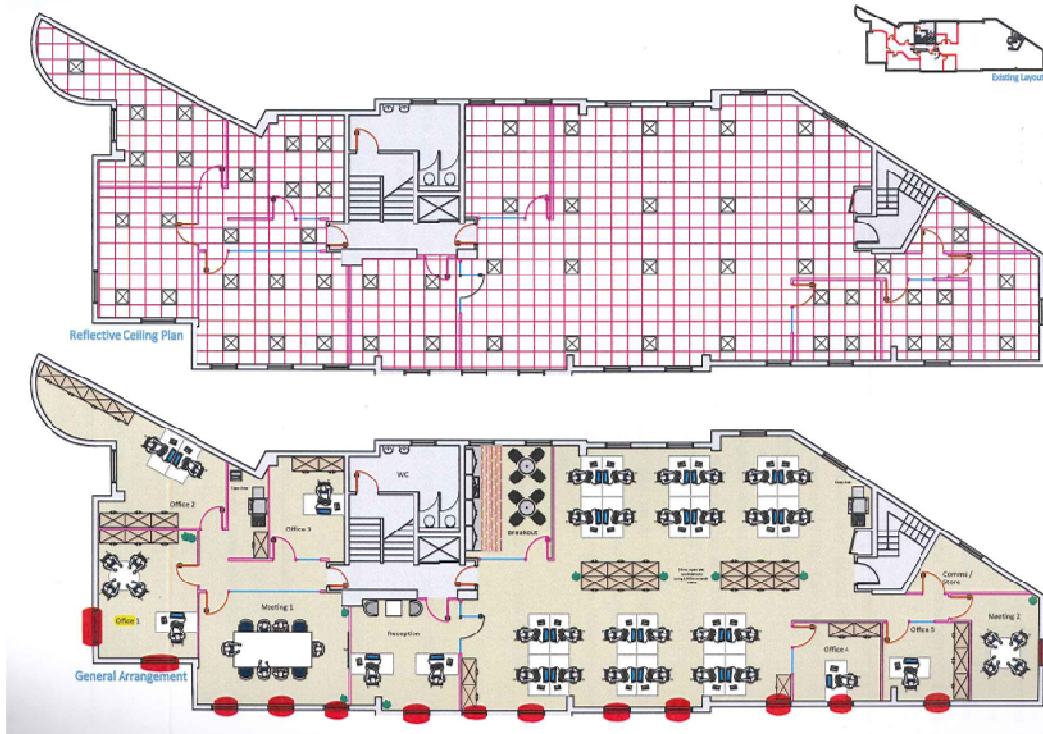 Existing Layout
Reflective Ceiling Plan
WC
Office 2
Office 3
Breakout
Comms /
Store
Meeting 1
Office 1
Reception
Office 5
Meeting 2
Office 4
General Arrangement